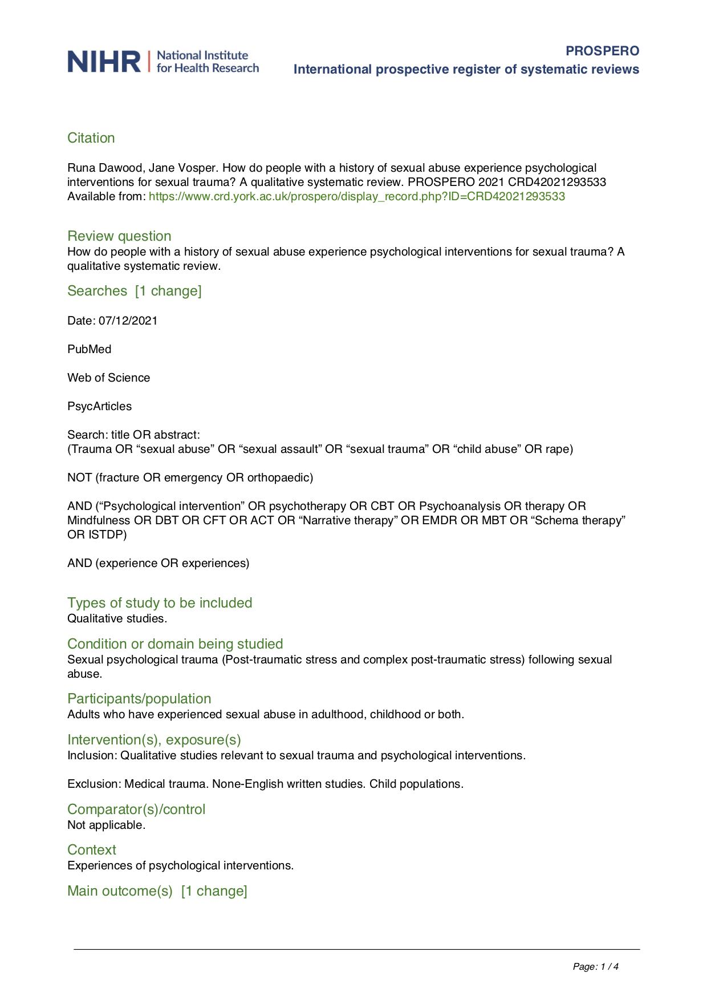 NIHR | National Institute
for Health Research
PROSPERO
International prospective register of systematic reviews
Citation
Runa Dawood, Jane Vosper. How do people with a history of sexual abuse experience psychological
interventions for sexual trauma? A qualitative systematic review. PROSPERO 2021 CRD42021293533
Available from: https://www.crd.york.ac.uk/prospero/display_record.php?ID=CRD42021293533
Review question
How do people with a history of sexual abuse experience psychological interventions for sexual trauma? A
qualitative systematic review.
Searches [1 change]
Date: 07/12/2021
PubMed
Web of Science
PsycArticles
Search: title OR abstract:
(Trauma OR “sexual abuse” OR “sexual assault” OR “sexual trauma” OR “child abuse” OR rape)
NOT (fracture OR emergency OR orthopaedic)
AND (“Psychological intervention” OR psychotherapy OR CBT OR Psychoanalysis OR therapy OR
Mindfulness OR DBT OR CFT OR ACT OR “Narrative therapy” OR EMDR OR MBT OR “Schema therapy”
OR ISTDP)
AND (experience OR experiences)
Types of study to be included
Qualitative studies.
Condition or domain being studied
Sexual psychological trauma (Post-traumatic stress and complex post-traumatic stress) following sexual
abuse.
Participants/population
Adults who have experienced sexual abuse in adulthood, childhood or both.
Intervention(s), exposure(s)
Inclusion: Qualitative studies relevant to sexual trauma and psychological interventions.
Exclusion: Medical trauma. None-English written studies. Child populations.
Comparator(s)/control
Not applicable.
Context
Experiences of psychological interventions.
Main outcome(s) [1 change]
Page: 1 / 4